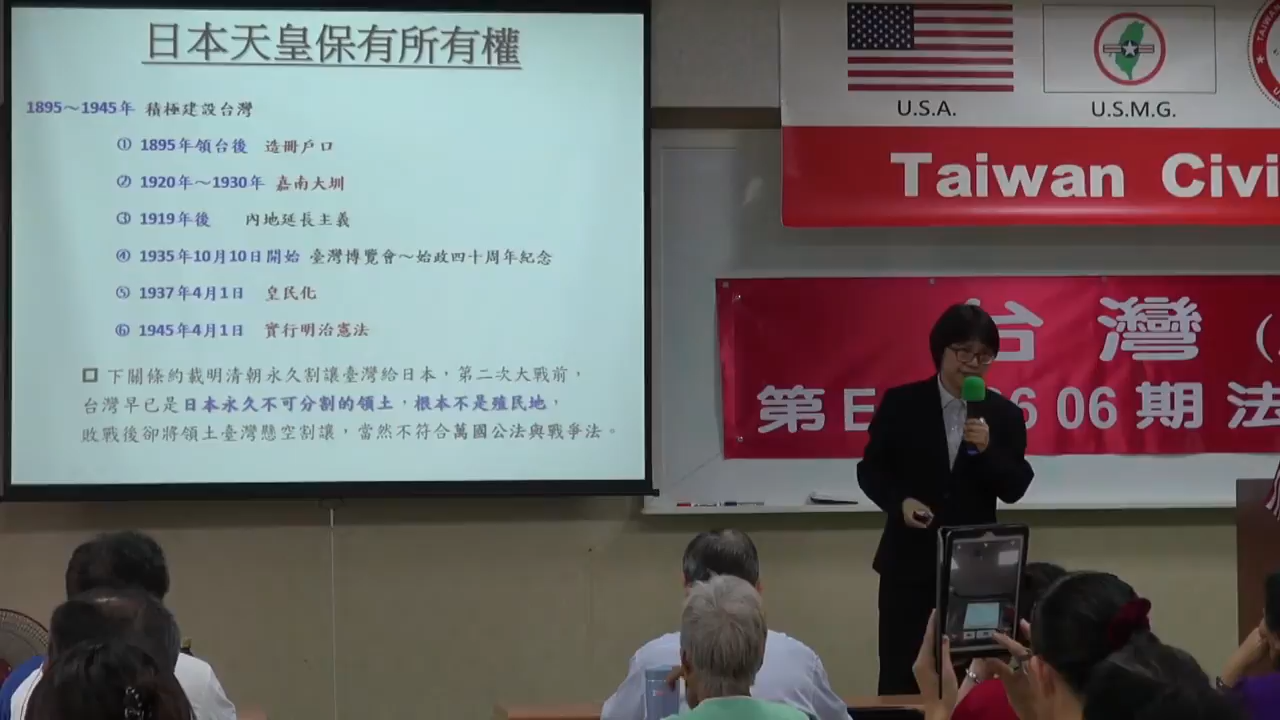 日本天皇保有所有權
1895～1945年 積極建設台灣
① 1895年領台後 造冊戶口
② 1920年～1930年 嘉南大圳
③ 1919年後 內地延長主義
④ 1935年10月10日開始 臺灣博覽會～始政四十周年紀念
⑤ 1937年4月1日 皇民化
⑥ 1945年4月1日 實行明治憲法
下關條約載明清朝永久割讓臺灣給日本，第二次大戰前，
台灣早已是日本永久不可分割的領土，根本不是殖民地，
敗戰後卻將領土臺灣懸空割讓，當然不符合萬國公法與戰爭法。
U.S.A.
U.S.M.G.
Taiwan Civi
台 灣 （
第E 6 06 期 法